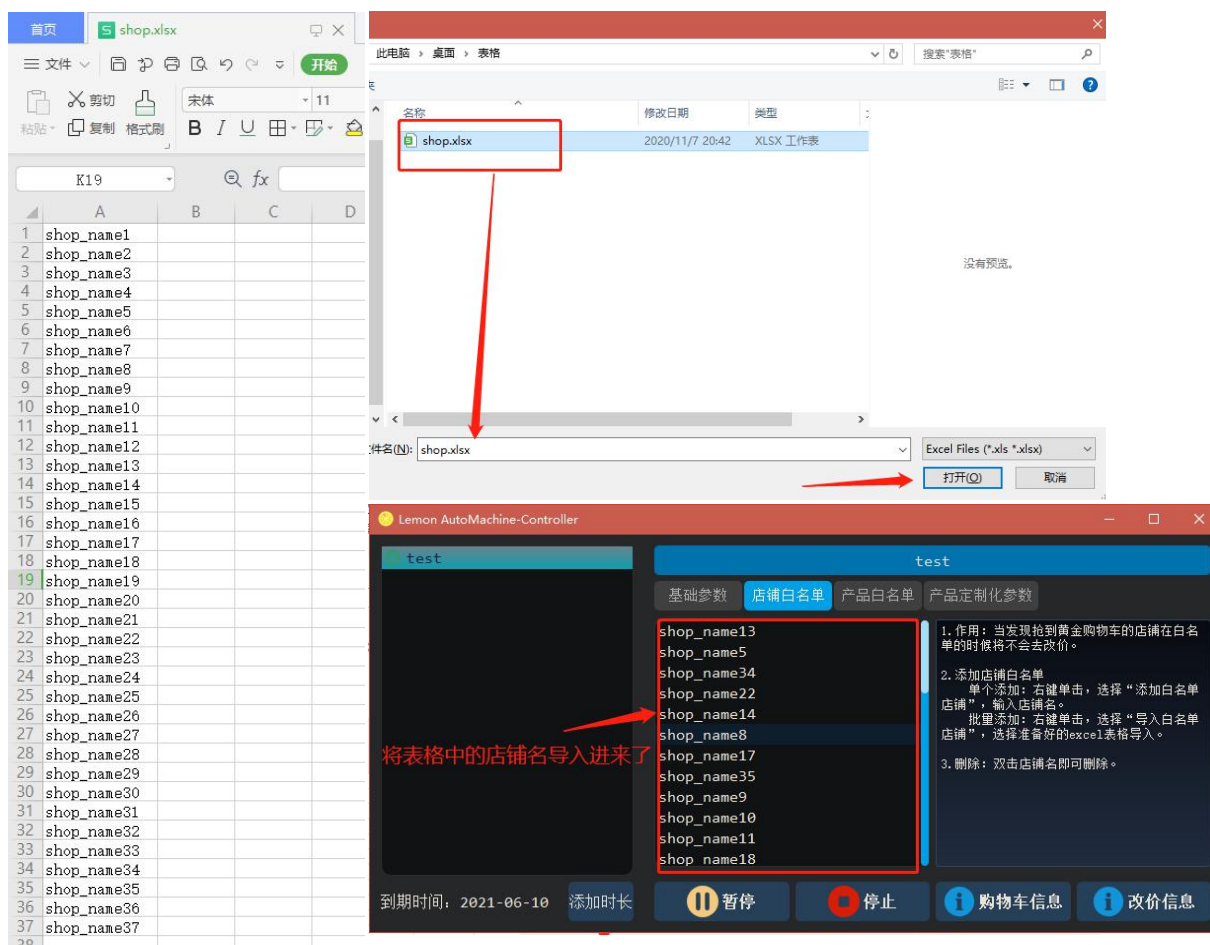 首页
shop.xlsx
文件
开始
剪切
宋体
11
粘贴
复制
格式刷
B I U
K19
fx
A B C D
1 shop_name1
2 shop_name2
3 shop_name3
4 shop_name4
5 shop_name5
6 shop_name6
7 shop_name7
8 shop_name8
9 shop_name9
10 shop_name10
11 shop_name11
12 shop_name12
13 shop_name13
14 shop_name14
15 shop_name15
16 shop_name16
17 shop_name17
18 shop_name18
19 shop_name19
20 shop_name20
21 shop_name21
22 shop_name22
23 shop_name23
24 shop_name24
25 shop_name25
26 shop_name26
27 shop_name27
28 shop_name28
29 shop_name29
30 shop_name30
31 shop_name31
32 shop_name32
33 shop_name33
34 shop_name34
35 shop_name35
36 shop_name36
37 shop_name37
38
此电脑 › 桌面 › 表格
搜索"表格"
名称 修改日期 类型
shop.xlsx 2020/11/7 20:42 XLSX 工作表
没有预览。
件名(N): shop.xlsx
Excel Files (*.xls *.xlsx)
打开(O)
取消
Lemon AutoMachine-Controller
test
test
基础参数 店铺白名单 产品白名单 产品定制化参数
shop_name13
shop_name5
shop_name34
shop_name22
shop_name14
shop_name8
shop_name17
shop_name35
shop_name9
shop_name10
shop_name11
shop_name18
将表格中的店铺名导入进来了
1.作用：当发现抢到黄金购物车的店铺在白名
单的时候将不会去改价。
2.添加店铺白名单
单个添加：右键单击，选择“添加白名单
店铺”，输入店铺名。
批量添加：右键单击，选择“导入白名单
店铺”，选择准备好的excel表格导入。
3.删除：双击店铺名即可删除。
到期时间：2021-06-10
添加时长
暂停
停止
购物车信息
改价信息